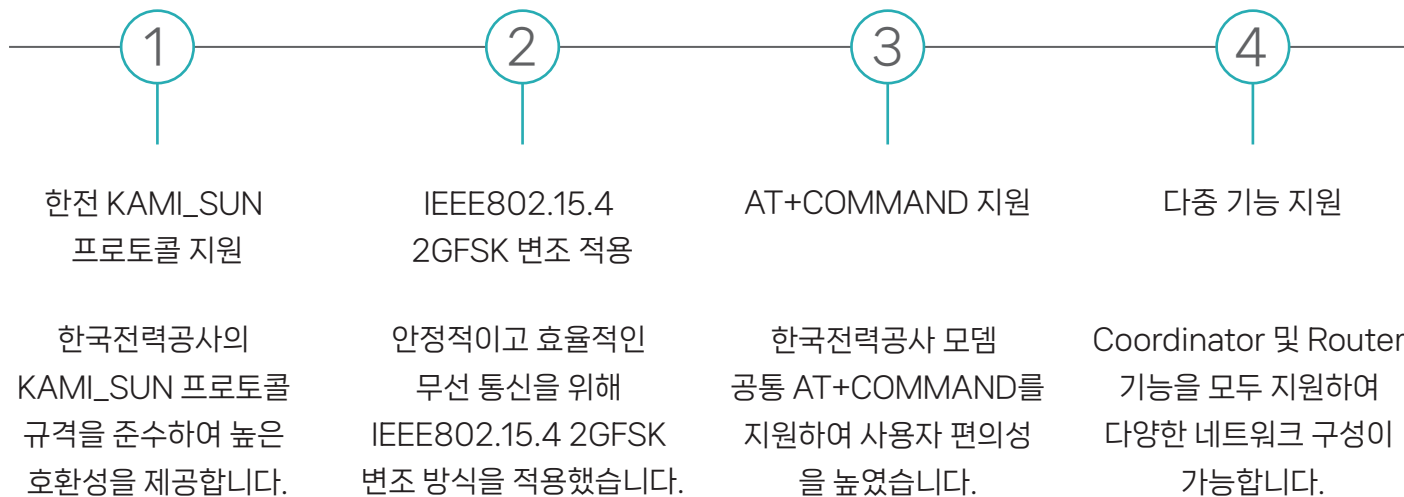 1
한전 KAMI_SUN
프로토콜 지원
한국전력공사의
KAMI_SUN 프로토콜
규격을 준수하여 높은
호환성을 제공합니다.
2
IEEE802.15.4
2GFSK 변조 적용
안정적이고 효율적인
무선 통신을 위해
IEEE802.15.4 2GFSK
변조 방식을 적용했습니다.
3
AT+COMMAND 지원
한국전력공사 모뎀
공통 AT+COMMAND를
지원하여 사용자 편의성
을 높였습니다.
4
다중 기능 지원
Coordinator 및 Router
기능을 모두 지원하여
다양한 네트워크 구성이
가능합니다.